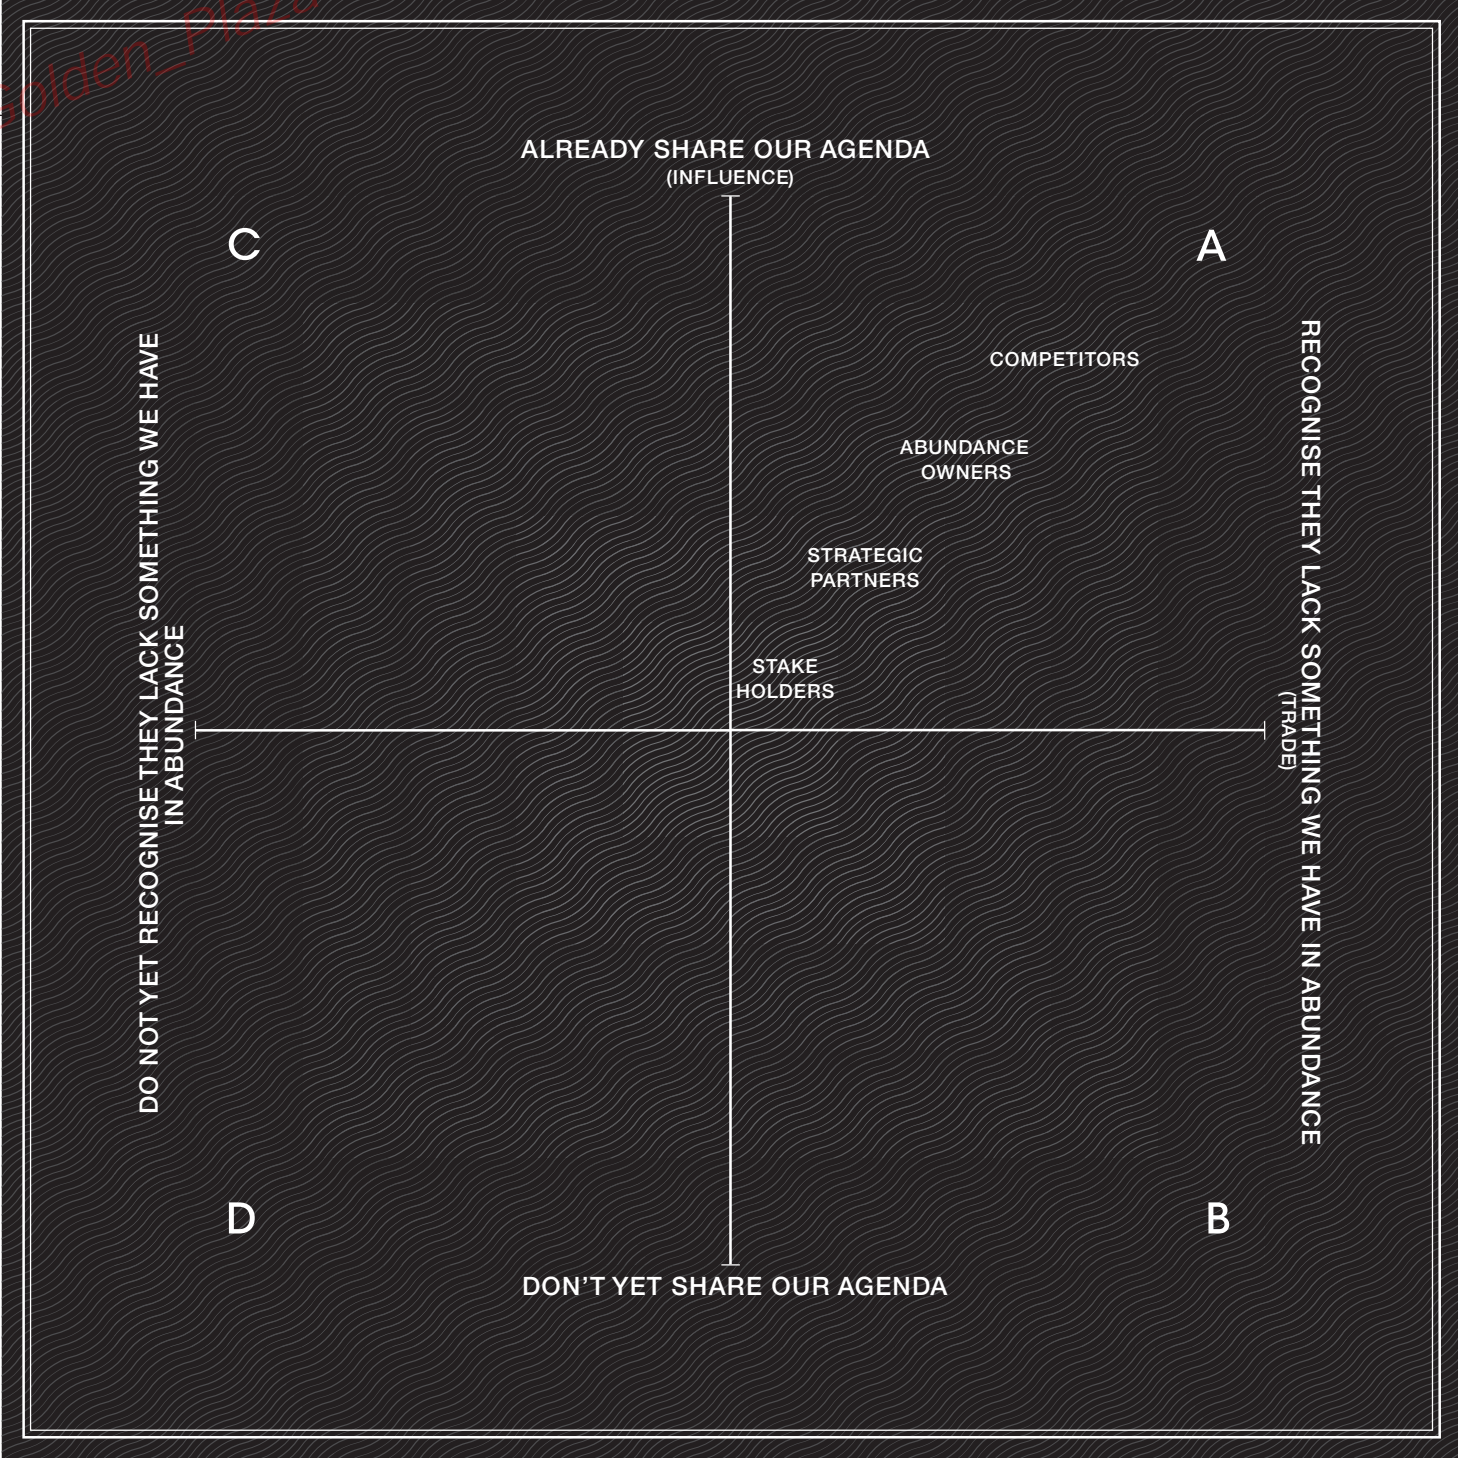 Golden_Plaza
ALREADY SHARE OUR AGENDA
(INFLUENCE)
C
A
COMPETITORS
ABUNDANCE
OWNERS
STRATEGIC
PARTNERS
STAKE
HOLDERS
DO NOT YET RECOGNISE THEY LACK SOMETHING WE HAVE
IN ABUNDANCE
RECOGNISE THEY LACK SOMETHING WE HAVE IN ABUNDANCE
(TRADE)
D
B
DON'T YET SHARE OUR AGENDA